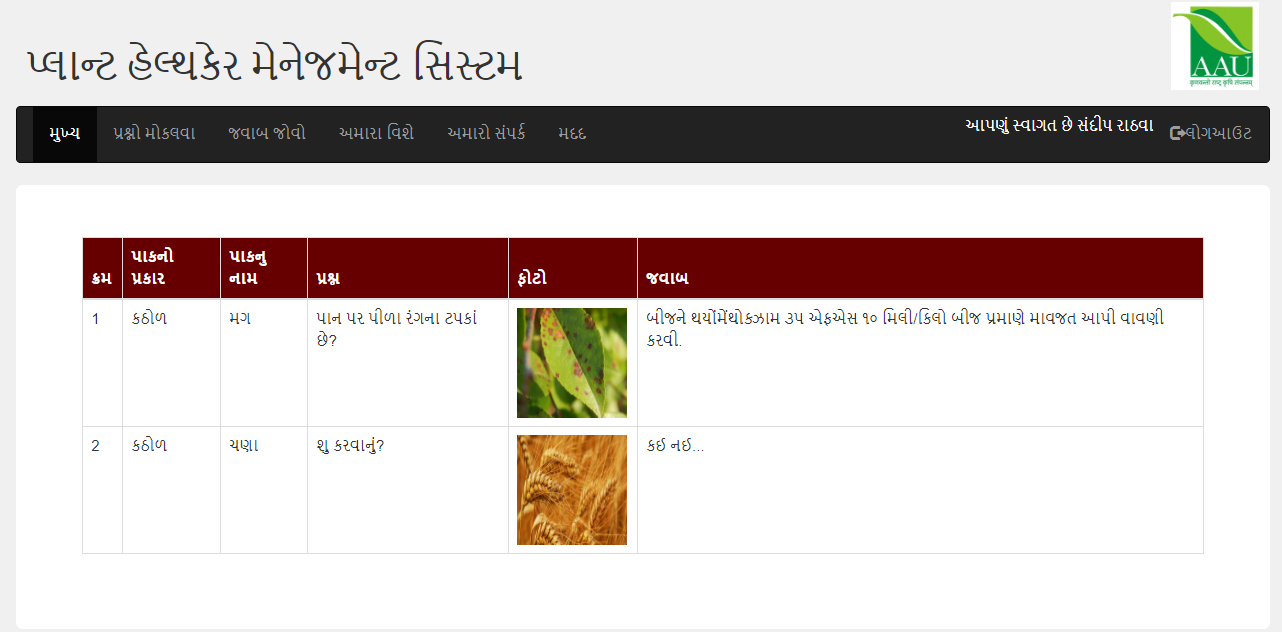 પ્લાન્ટ હેલ્થકેર મેનેજમેન્ટ સિસ્ટમ
AAU
મુખ્ય પ્રશ્નો મોકલવા જવાબ જોવો અમારા વિશે અમારો સંપર્ક મદદ આપણું સ્વાગત છે સંદીપ રાઠવા લોગઆઉટ
ક્રમ પાકનો પ્રકાર પાકનુ નામ પ્રશ્ન ફોટો જવાબ
1 કઠોળ મગ પાન પર પીળા રંગના ટપકાં છે? બીજને થયોંમેંથોક્ઝામ ૩૫ એફએસ ૧૦ મિલી/કિલો બીજ પ્રમાણે માવજત આપી વાવણી કરવી.
2 કઠોળ ચણા શુ કરવાનું? કઈ નઈ...